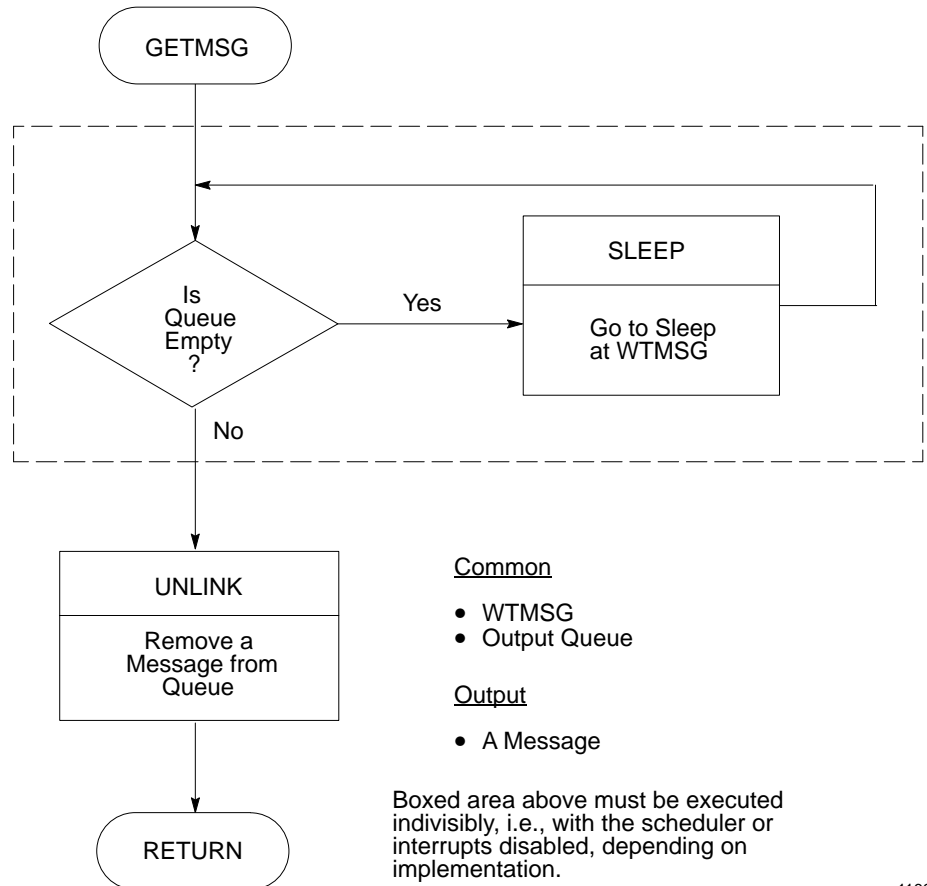 GETMSG
Is
Queue
Empty
?
Yes
SLEEP
Go to Sleep
at WTMSG
No
UNLINK
Remove a
Message from
Queue
RETURN
Common
• WTMSG
• Output Queue
Output
• A Message
Boxed area above must be executed
indivisibly, i.e., with the scheduler or
interrupts disabled, depending on
implementation.